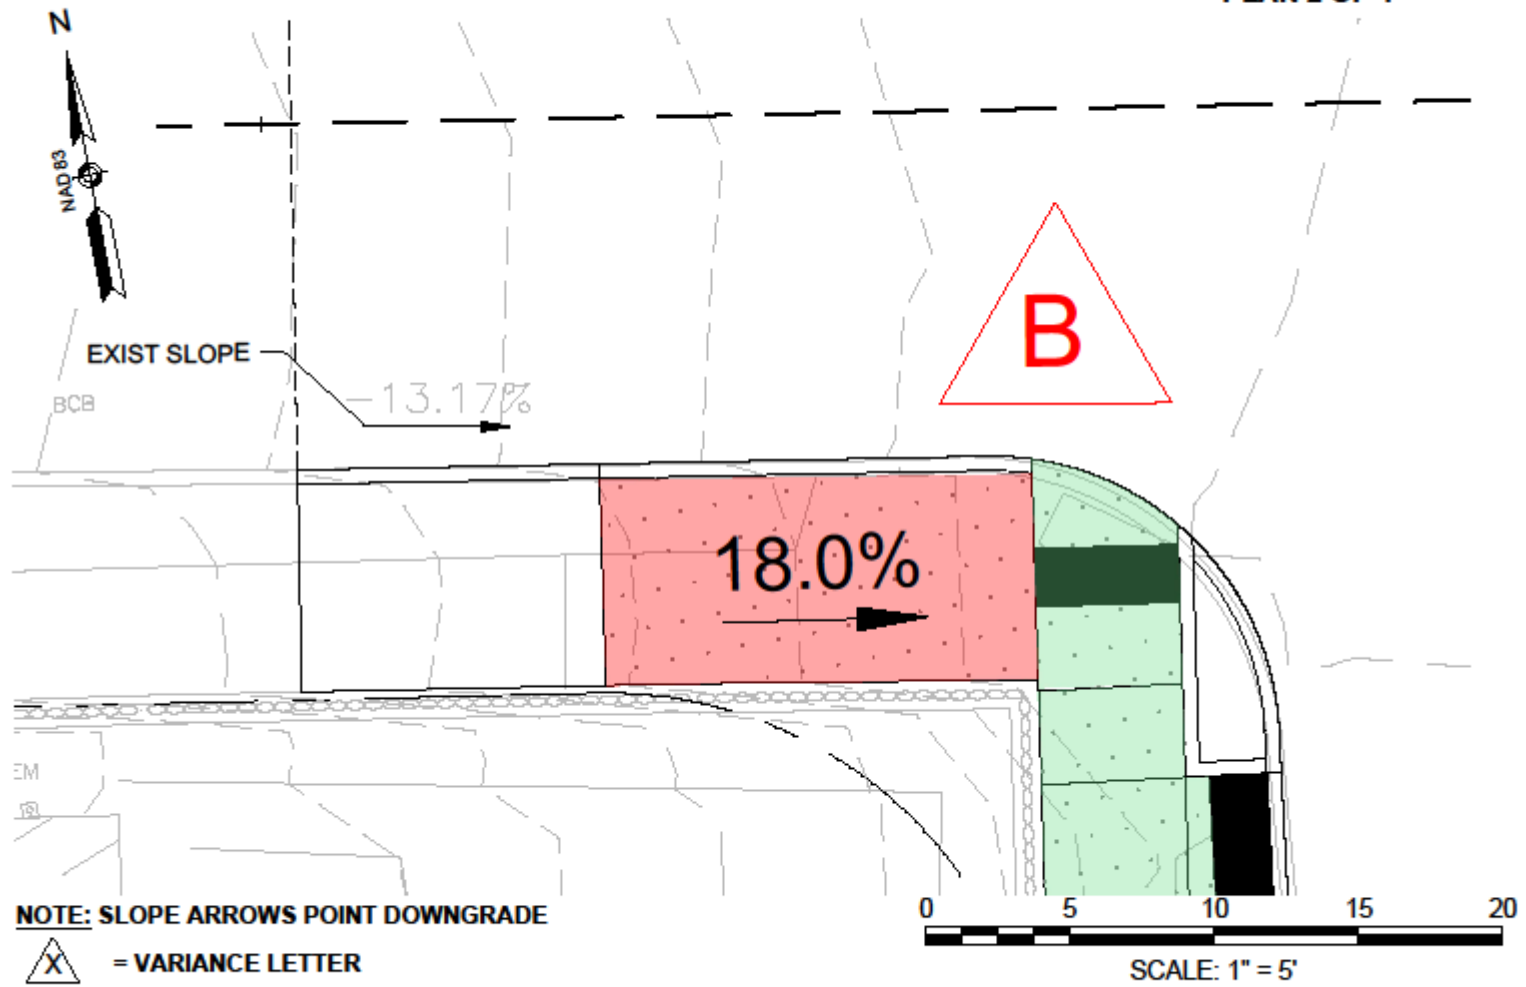 N
NAD 83
EXIST SLOPE
-13.17%
BCB
B
18.0%
EM
NOTE: SLOPE ARROWS POINT DOWNGRADE
X = VARIANCE LETTER
0 5 10 15 20
SCALE: 1" = 5'